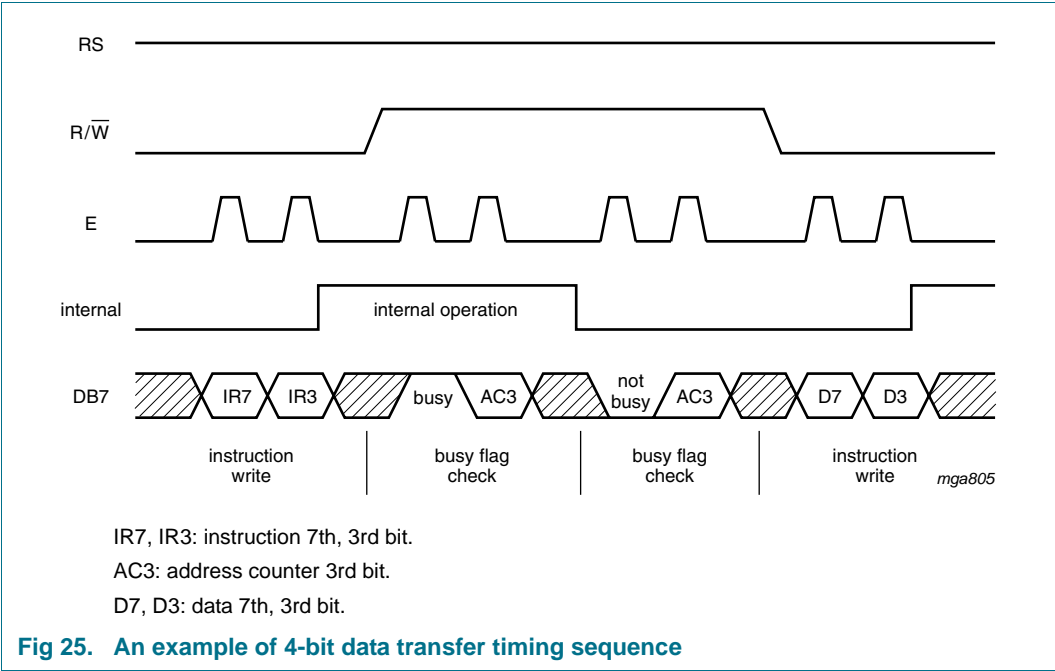 RS
R/W̅
E
internal
internal operation
DB7
IR7
IR3
busy
AC3
not
busy
AC3
D7
D3
instruction
write
busy flag
check
busy flag
check
instruction
write
mga805
IR7, IR3: instruction 7th, 3rd bit.
AC3: address counter 3rd bit.
D7, D3: data 7th, 3rd bit.
Fig 25. An example of 4-bit data transfer timing sequence